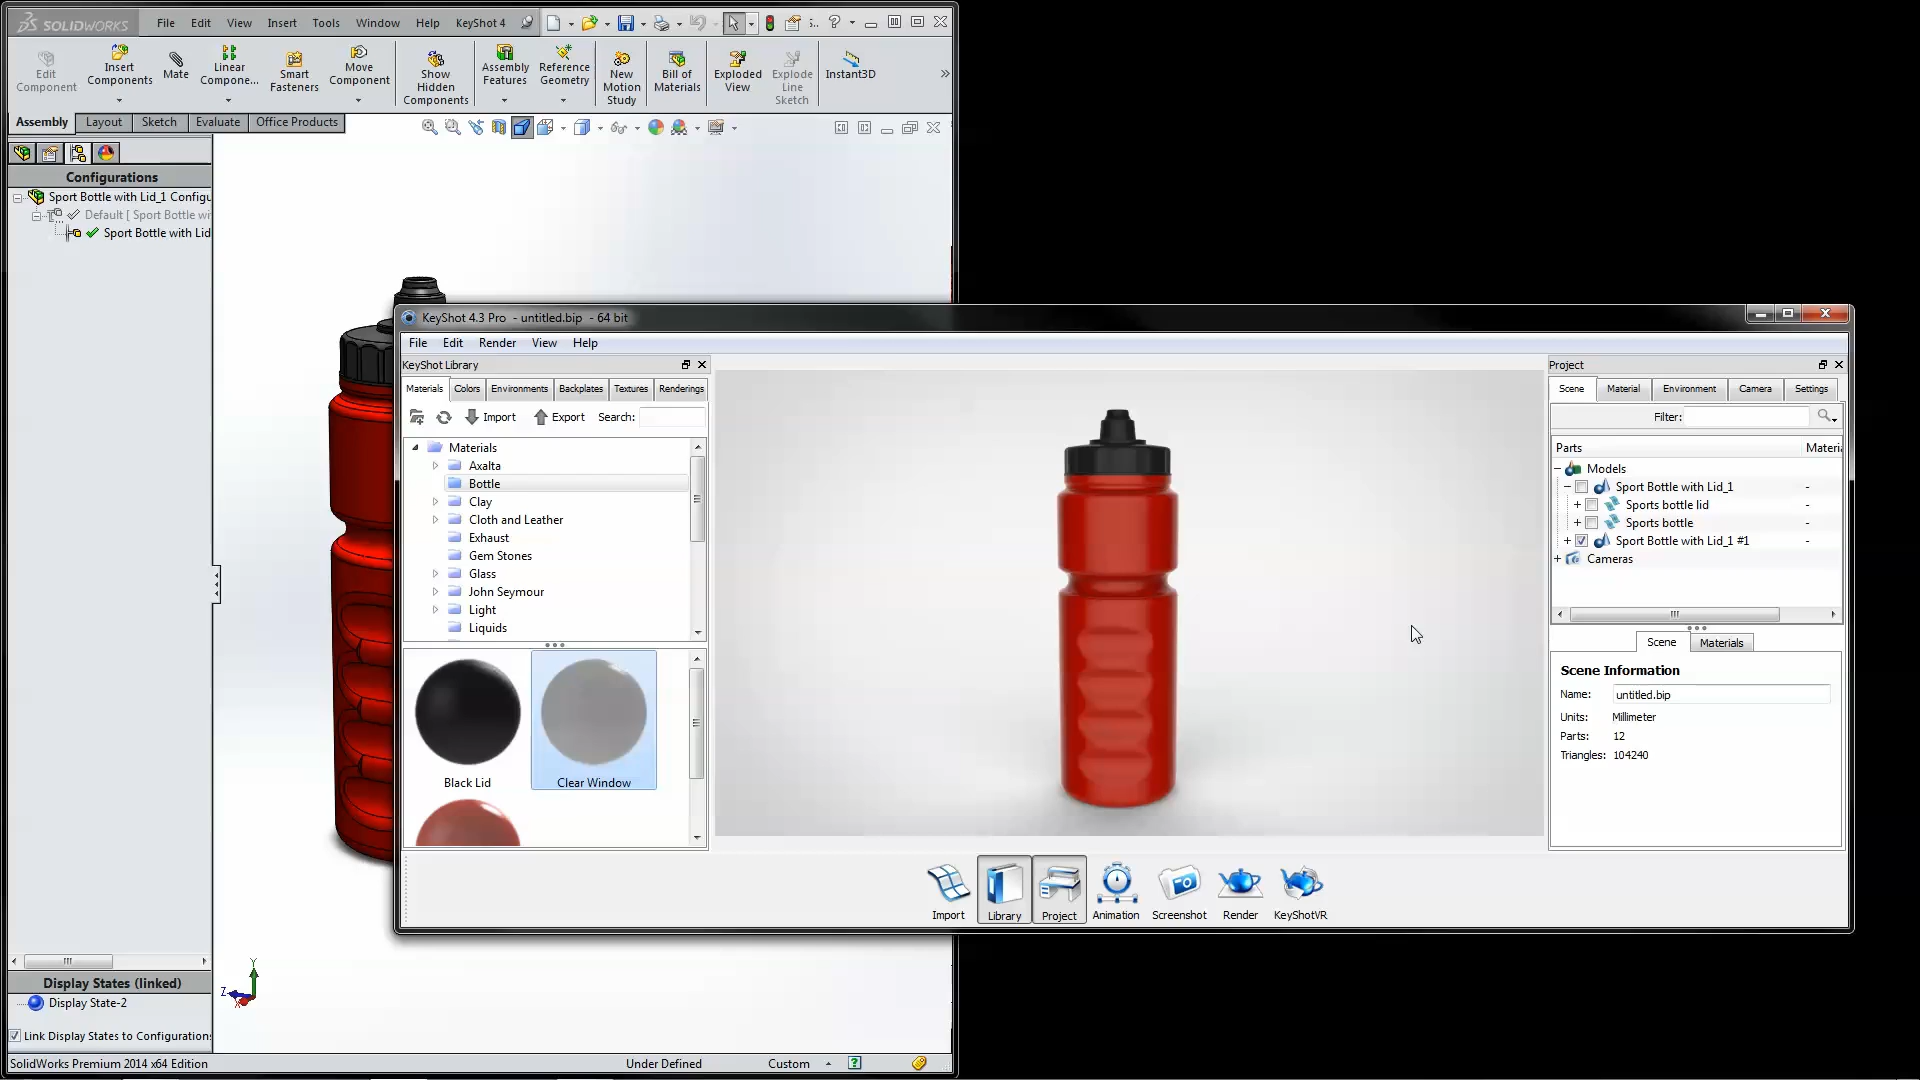 SOLIDWORKS File Edit View Insert Tools Window Help KeyShot 4
Edit Component
Insert Components
Mate
Linear Compone...
Smart Fasteners
Move Component
Show Hidden Components
Assembly Features
Reference Geometry
New Motion Study
Bill of Materials
Exploded View
Explode Line Sketch
Instant3D
Assembly Layout Sketch Evaluate Office Products
Configurations
Sport Bottle with Lid_1 Configu
Default [ Sport Bottle wi
Sport Bottle with Lid
Display States (linked)
Display State-2
Link Display States to Configurations
SolidWorks Premium 2014 x64 Edition Under Defined Custom
Y
Z
X
KeyShot 4.3 Pro - untitled.bip - 64 bit
File Edit Render View Help
KeyShot Library
Materials Colors Environments Backplates Textures Renderings
Import Export Search:
Materials
Axalta
Bottle
Clay
Cloth and Leather
Exhaust
Gem Stones
Glass
John Seymour
Light
Liquids
Black Lid Clear Window
Import Library Project Animation Screenshot Render KeyShotVR
Project
Scene Material Environment Camera Settings
Filter:
Parts Materi
Models
Sport Bottle with Lid_1 -
Sports bottle lid -
Sports bottle -
Sport Bottle with Lid_1 #1 -
Cameras
Scene Materials
Scene Information
Name: untitled.bip
Units: Millimeter
Parts: 12
Triangles: 104240